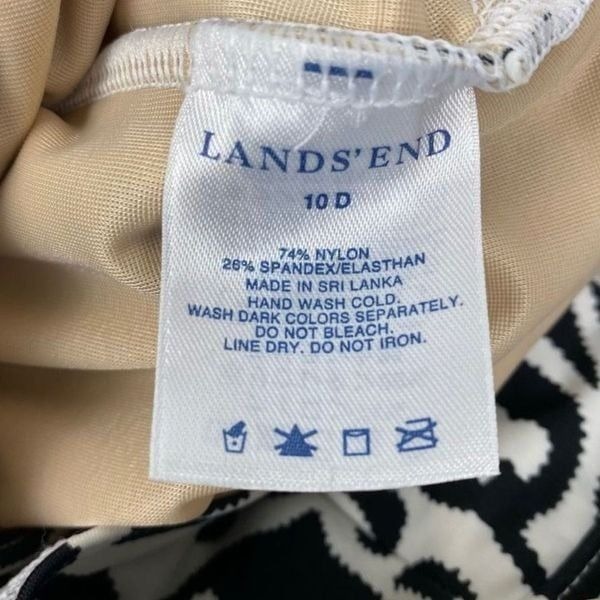 LANDS' END
10 D
74% NYLON
26% SPANDEX/ELASTHAN
MADE IN SRI LANKA
HAND WASH COLD.
WASH DARK COLORS SEPARATELY.
DO NOT BLEACH.
LINE DRY. DO NOT IRON.